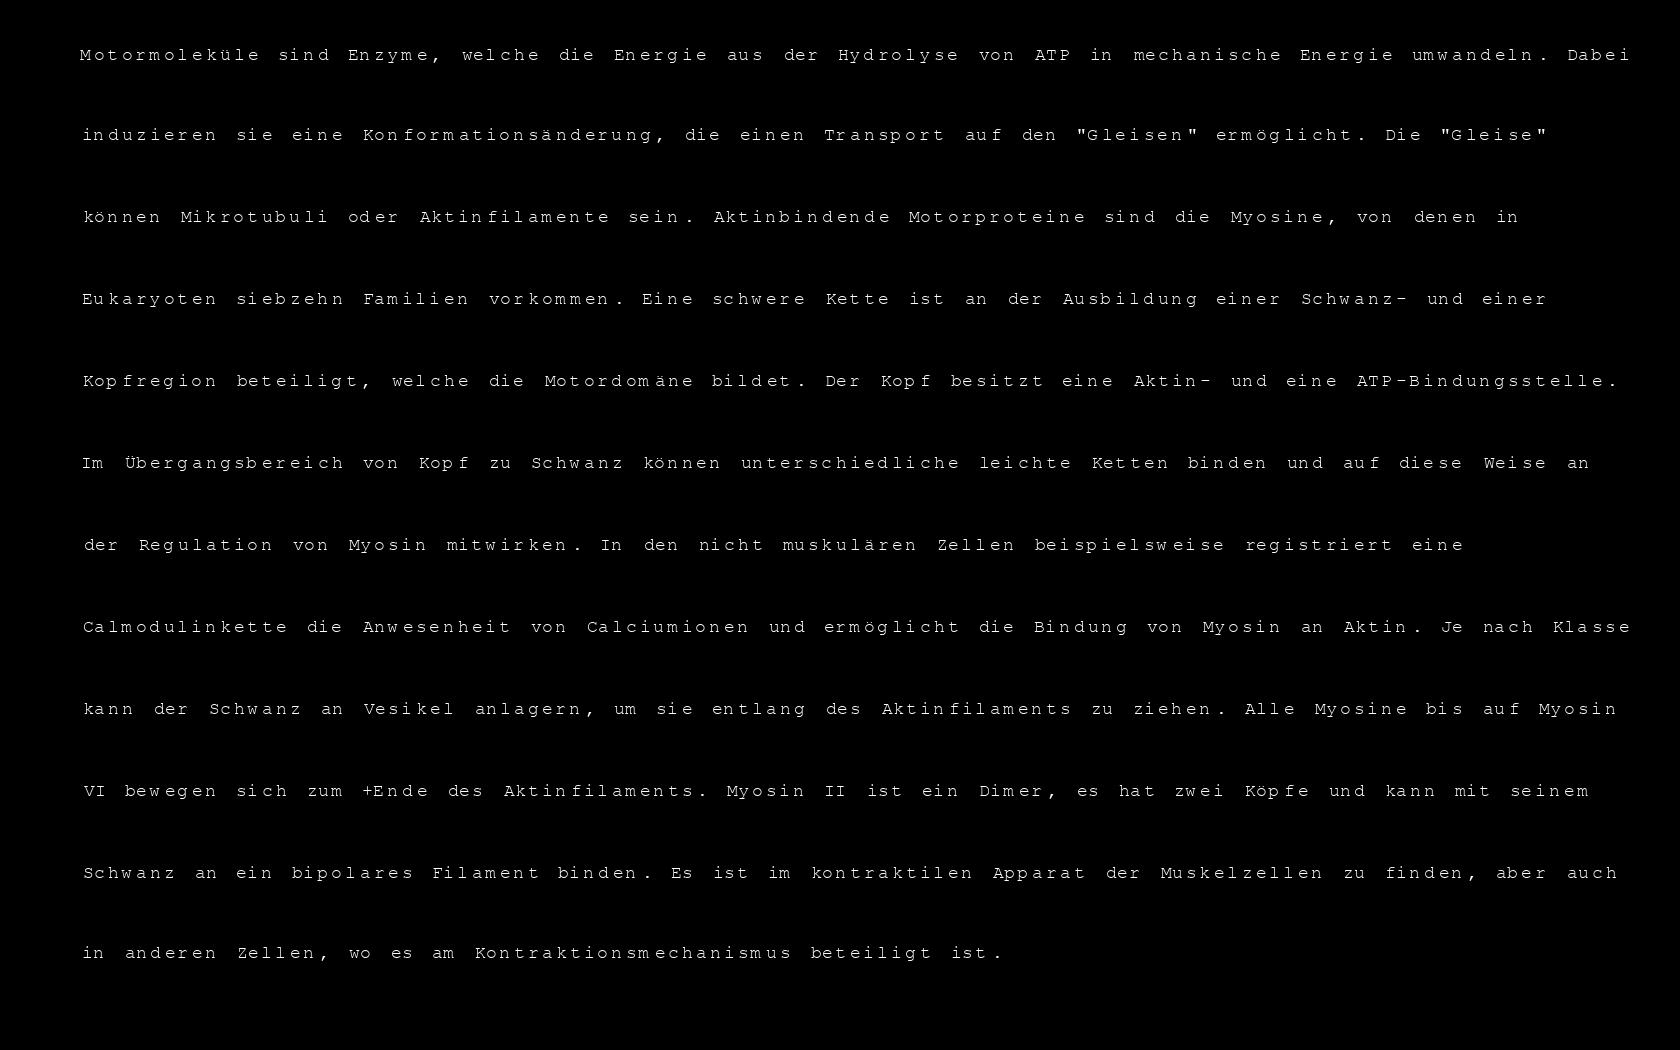 Motormoleküle sind Enzyme, welche die Energie aus der Hydrolyse von ATP in mechanische Energie umwandeln. Dabei
induzieren sie eine Konformationsänderung, die einen Transport auf den "Gleisen" ermöglicht. Die "Gleise"
können Mikrotubuli oder Aktinfilamente sein. Aktinbindende Motorproteine sind die Myosine, von denen in
Eukaryoten siebzehn Familien vorkommen. Eine schwere Kette ist an der Ausbildung einer Schwanz- und einer
Kopfregion beteiligt, welche die Motordomäne bildet. Der Kopf besitzt eine Aktin- und eine ATP-Bindungsstelle.
Im Übergangsbereich von Kopf zu Schwanz können unterschiedliche leichte Ketten binden und auf diese Weise an
der Regulation von Myosin mitwirken. In den nicht muskulären Zellen beispielsweise registriert eine
Calmodulinkette die Anwesenheit von Calciumionen und ermöglicht die Bindung von Myosin an Aktin. Je nach Klasse
kann der Schwanz an Vesikel anlagern, um sie entlang des Aktinfilaments zu ziehen. Alle Myosine bis auf Myosin
VI bewegen sich zum +Ende des Aktinfilaments. Myosin II ist ein Dimer, es hat zwei Köpfe und kann mit seinem
Schwanz an ein bipolares Filament binden. Es ist im kontraktilen Apparat der Muskelzellen zu finden, aber auch
in anderen Zellen, wo es am Kontraktionsmechanismus beteiligt ist.